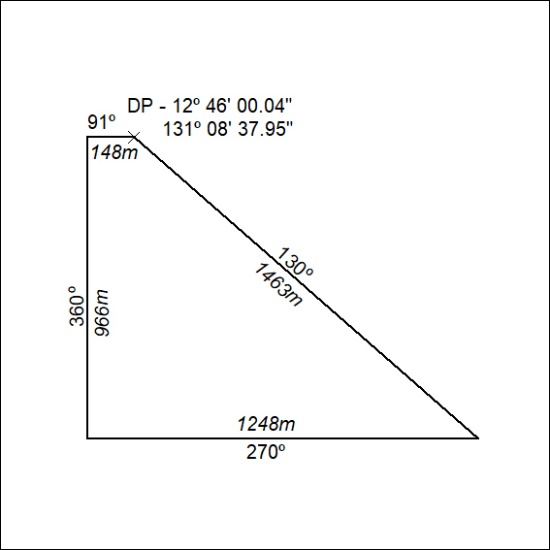 DP - 12º 46' 00.04"
131º 08' 37.95"
91º
148m
130º
1463m
360º
966m
1248m
270º